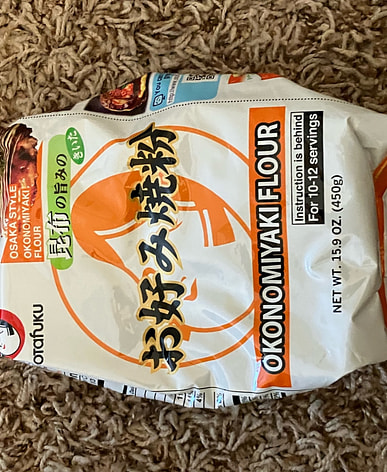 otafuku
OSAKA STYLE
OKONOMIYAKI
FLOUR
昆布の旨みの
きいた
お好み焼粉
OKONOMIYAKI FLOUR
Instruction is behind
For 10-12 servings
NET WT. 15.9 OZ. (450g)